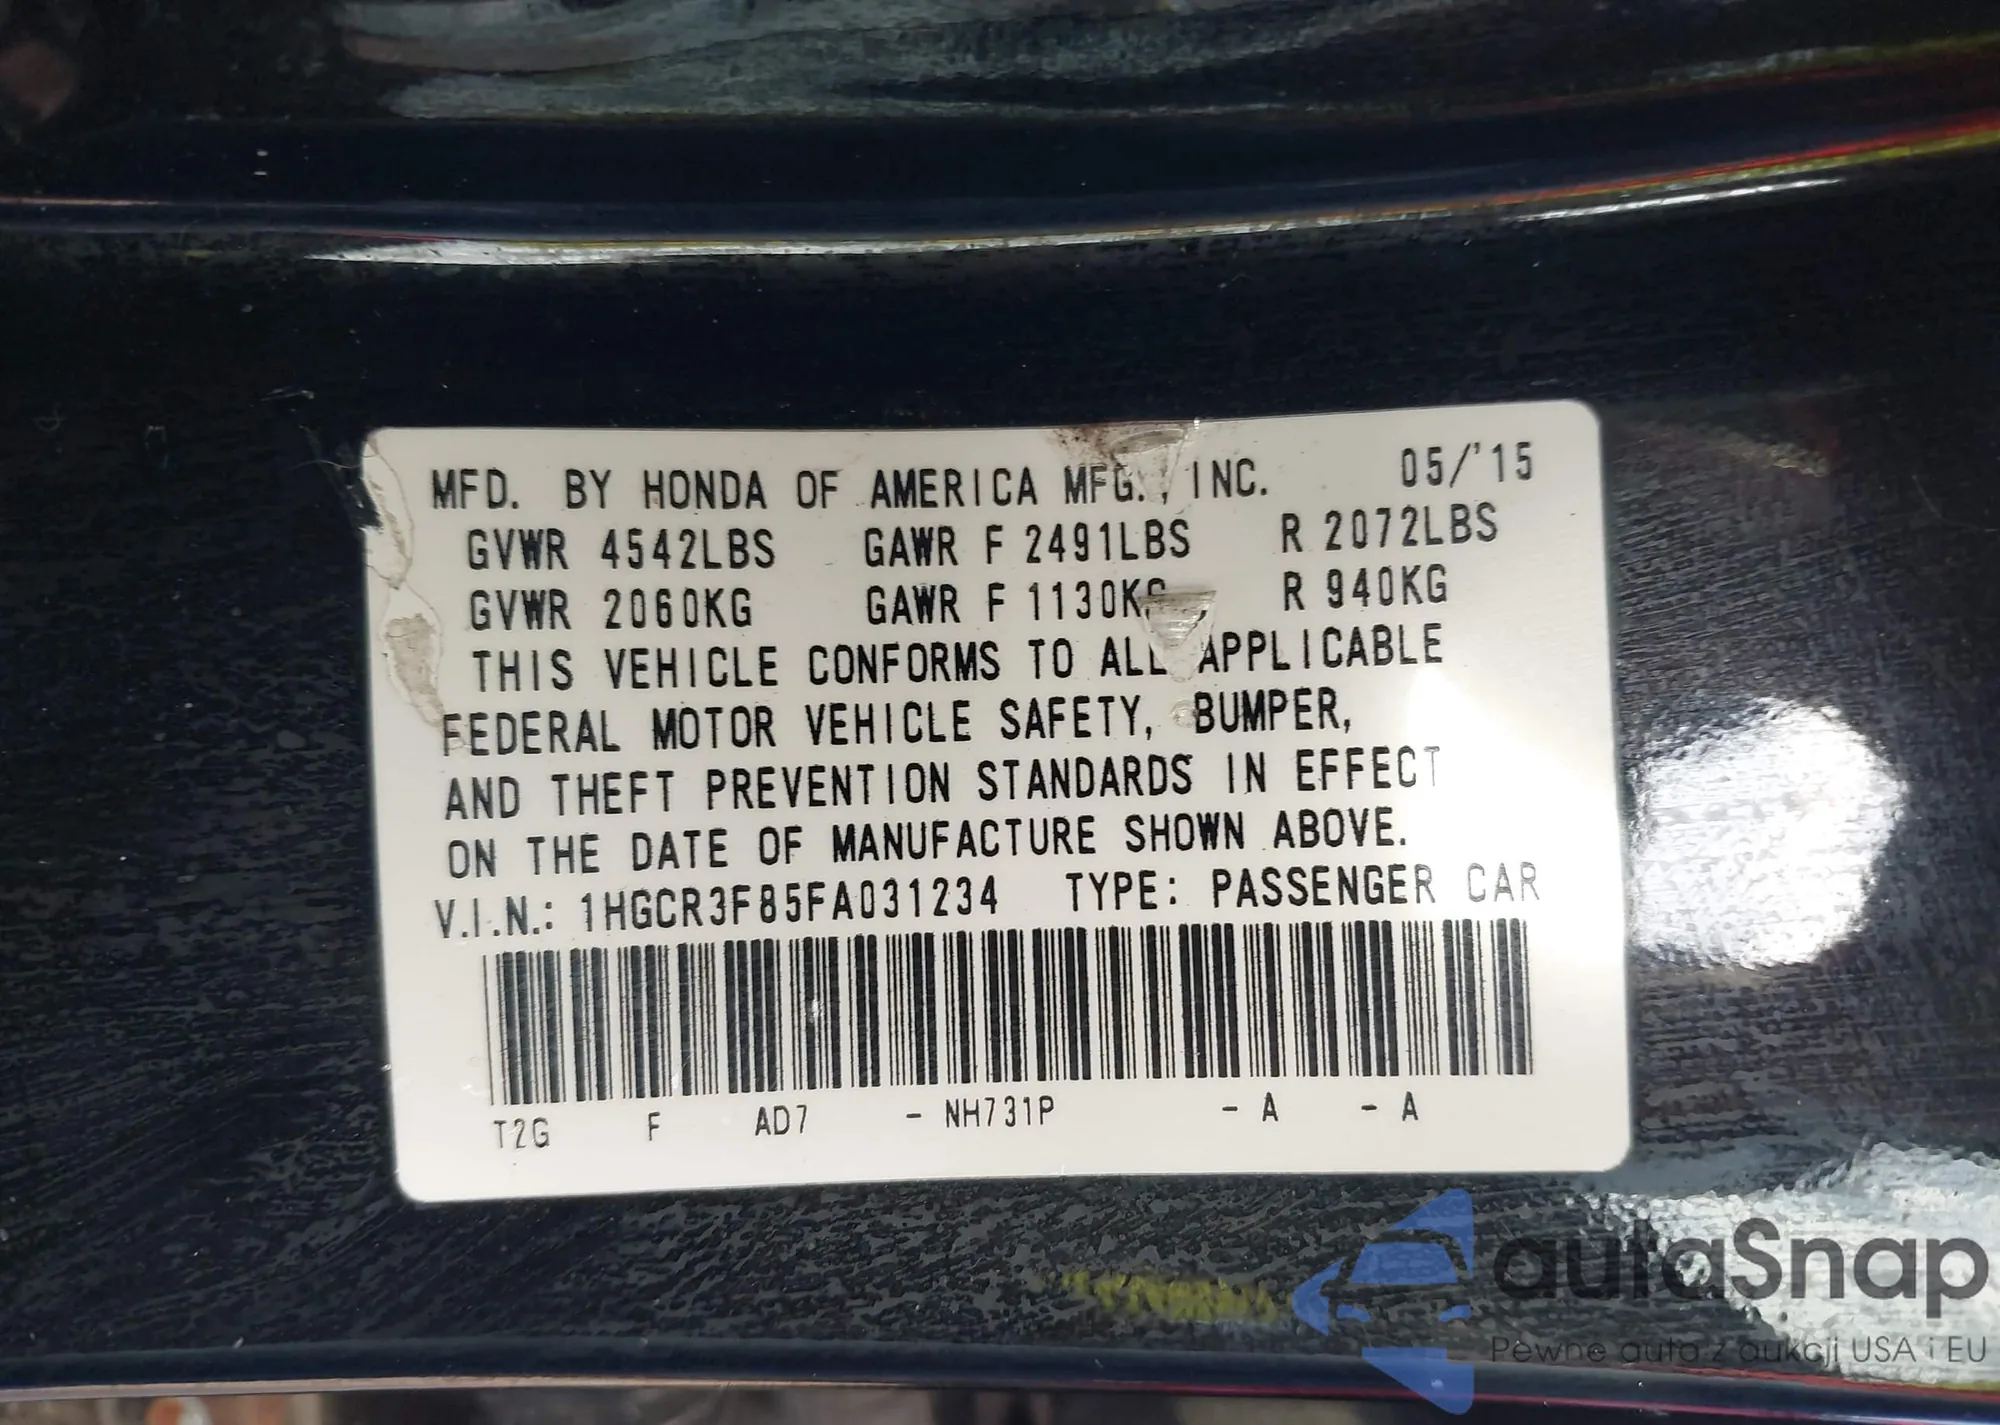 MFD. BY HONDA OF AMERICA MFG., INC. 05/'15
GVWR 4542LBS GAWR F 2491LBS R 2072LBS
GVWR 2060KG GAWR F 1130KG R 940KG
THIS VEHICLE CONFORMS TO ALL APPLICABLE
FEDERAL MOTOR VEHICLE SAFETY, BUMPER,
AND THEFT PREVENTION STANDARDS IN EFFECT
ON THE DATE OF MANUFACTURE SHOWN ABOVE.
V.I.N.: 1HGCR3F85FA031234 TYPE: PASSENGER CAR
T2G F AD7 - NH731P - A - A
autaSnap
Pewne auta z aukcji USA i EU